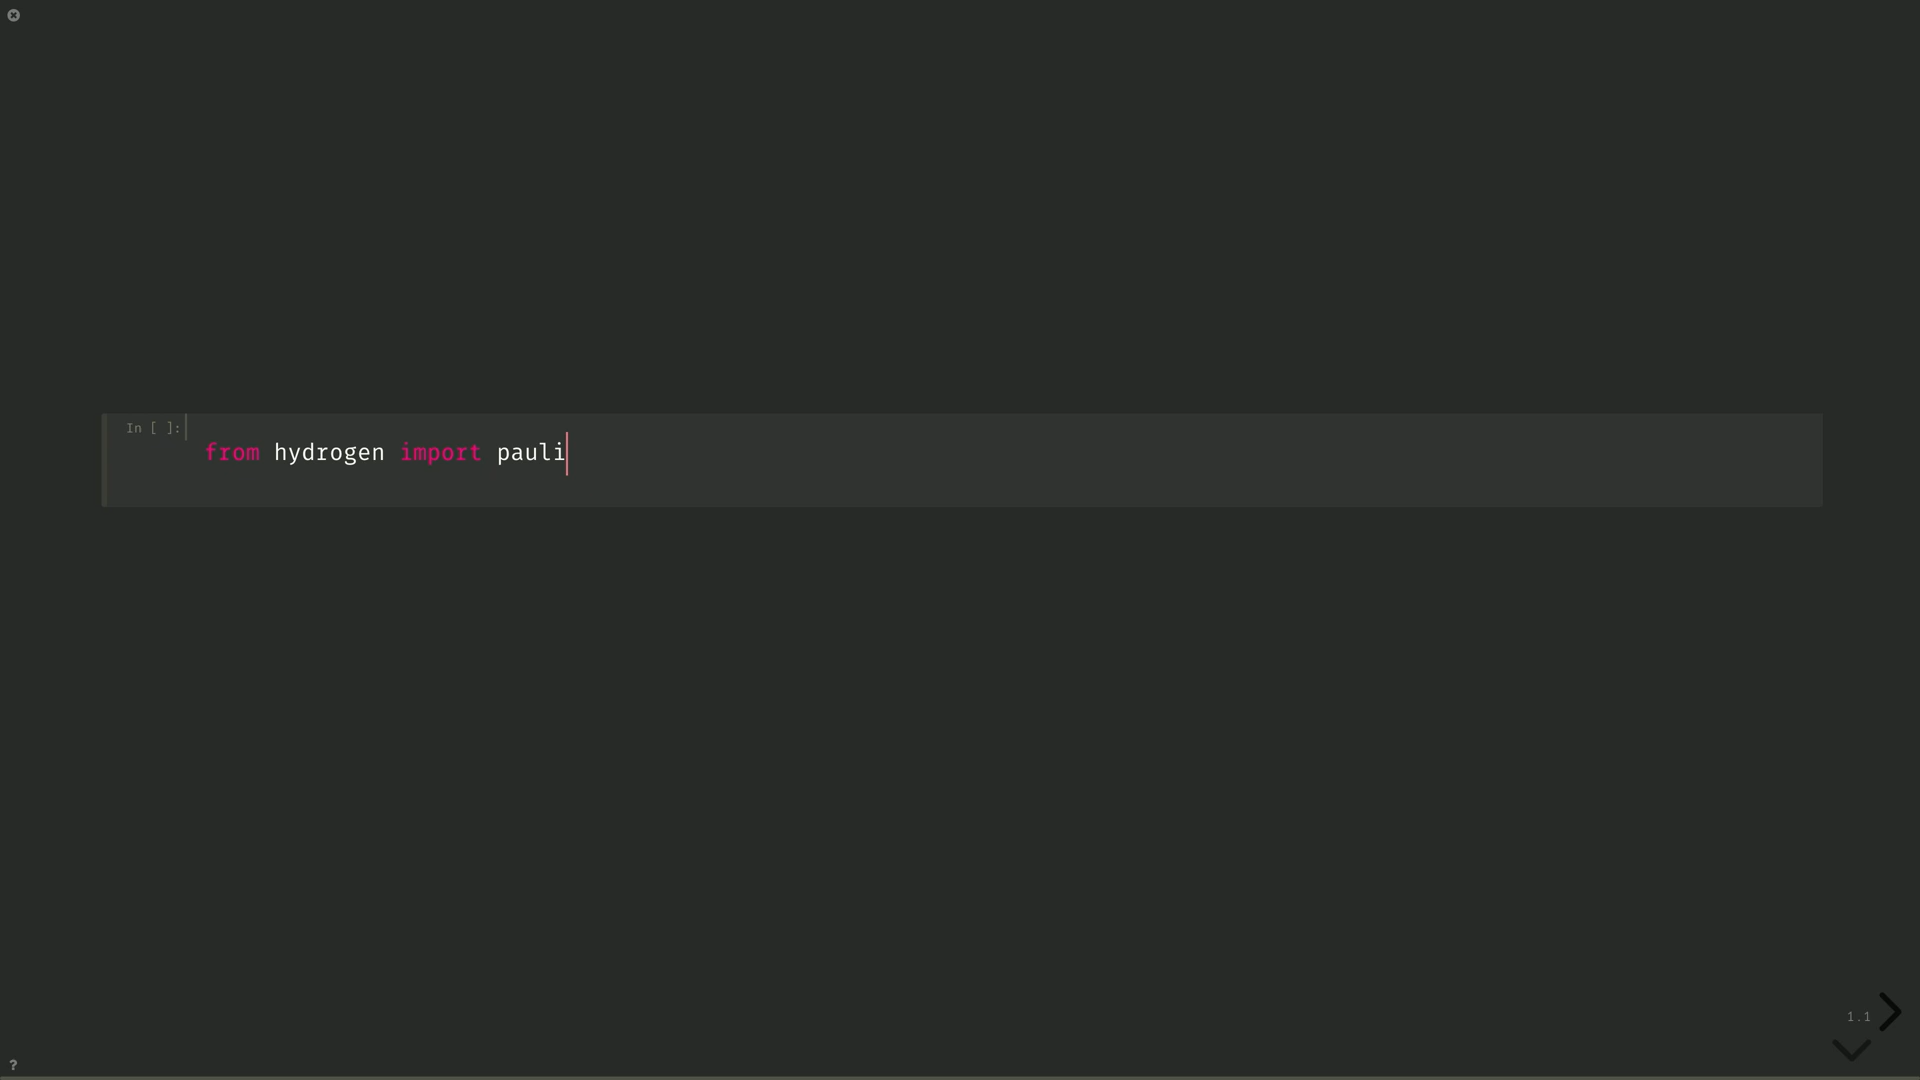 In [ ]:
from hydrogen import pauli
1.1
?